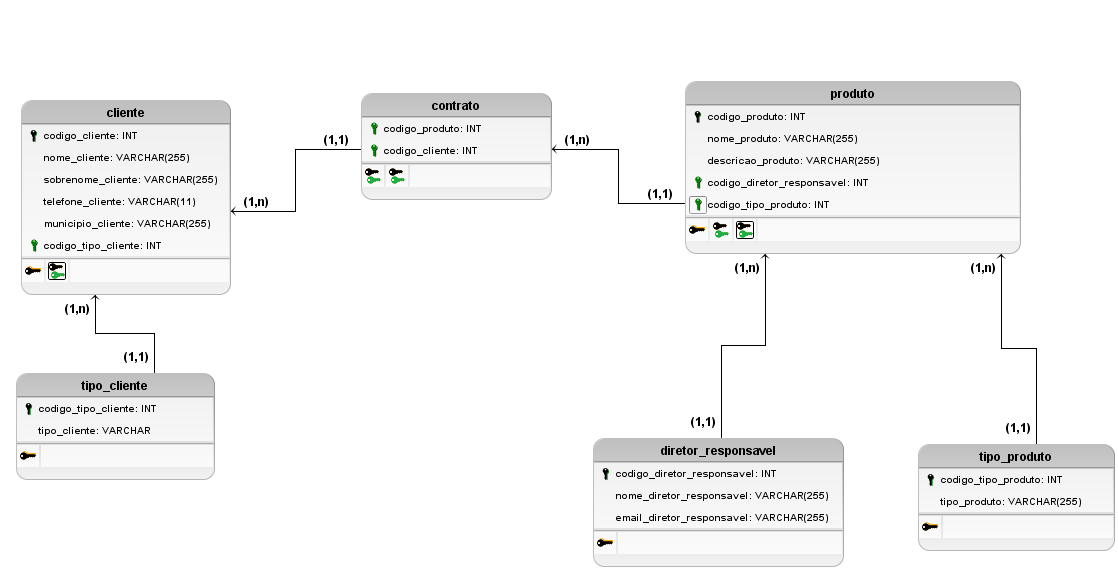 cliente
codigo_cliente: INT
nome_cliente: VARCHAR(255)
sobrenome_cliente: VARCHAR(255)
telefone_cliente: VARCHAR(11)
municipio_cliente: VARCHAR(255)
codigo_tipo_cliente: INT
(1,n)
(1,1)
(1,n)
(1,1)
tipo_cliente
codigo_tipo_cliente: INT
tipo_cliente: VARCHAR
contrato
codigo_produto: INT
codigo_cliente: INT
(1,n)
(1,1)
produto
codigo_produto: INT
nome_produto: VARCHAR(255)
descricao_produto: VARCHAR(255)
codigo_diretor_responsavel: INT
codigo_tipo_produto: INT
(1,n)
(1,n)
(1,1)
(1,1)
diretor_responsavel
codigo_diretor_responsavel: INT
nome_diretor_responsavel: VARCHAR(255)
email_diretor_responsavel: VARCHAR(255)
tipo_produto
codigo_tipo_produto: INT
tipo_produto: VARCHAR(255)